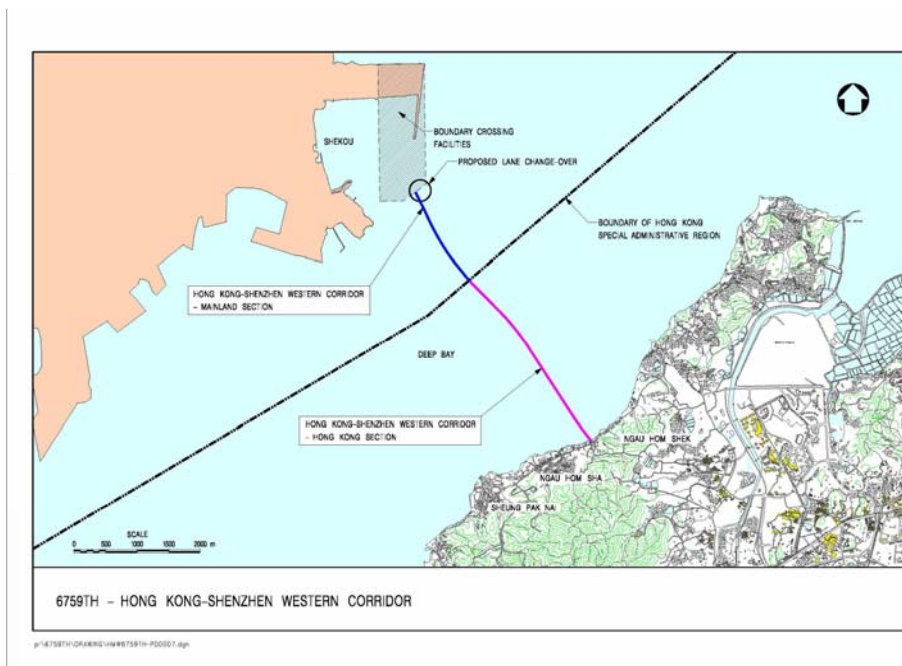 SHEKOU
BOUNDARY CROSSING
FACILITIES
PROPOSED LANE CHANGE-OVER
BOUNDARY OF HONG KONG
SPECIAL ADMINISTRATIVE REGION
HONG KONG-SHENZHEN WESTERN CORRIDOR
- MAINLAND SECTION
DEEP BAY
HONG KONG-SHENZHEN WESTERN CORRIDOR
- HONG KONG SECTION
NGAU HOM SHEK
NGAU HOM SHA
SHEUNG PAK NAI
SCALE
0 500 1000 1500 2000 m
6759TH - HONG KONG-SHENZHEN WESTERN CORRIDOR